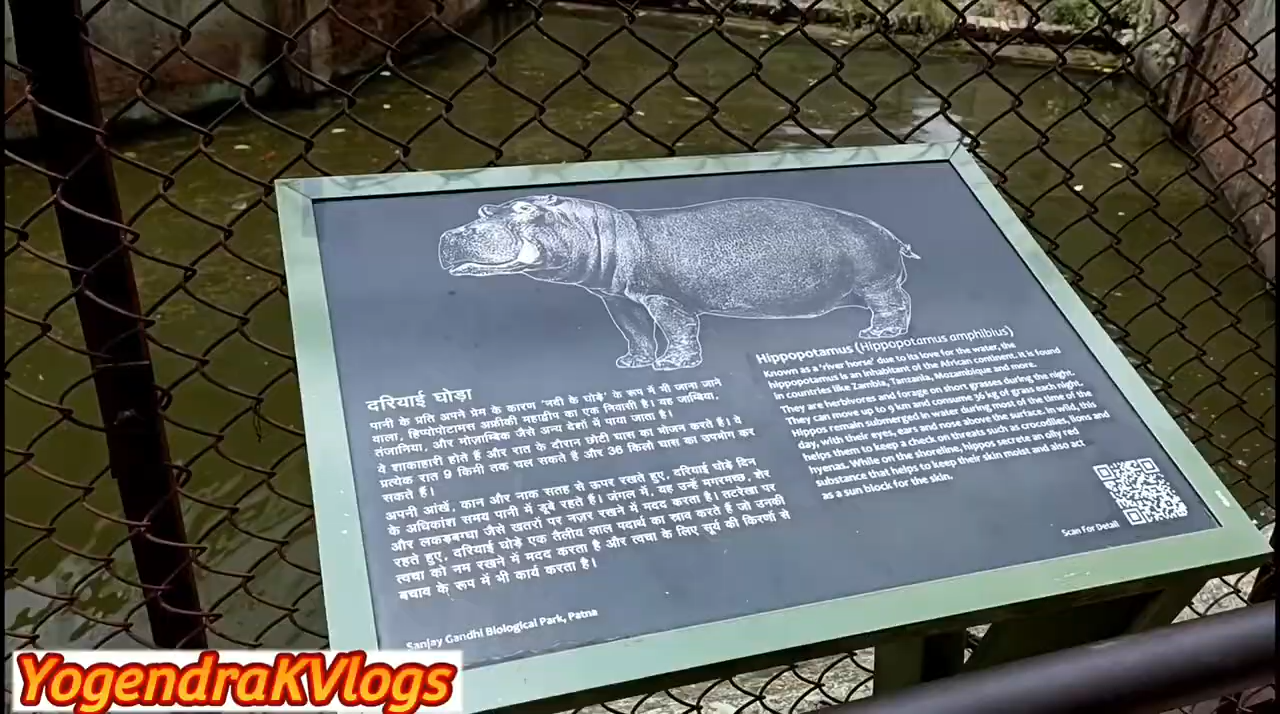 दरियाई घोड़ा
पानी के प्रति अपने प्रेम के कारण 'नदी के घोड़े' के रूप में भी जाना जाने
वाला, हिप्पोपोटामस अफ्रीकी महाद्वीप का एक निवासी है। यह जाम्बिया,
तंजानिया, और मोज़ाम्बिक जैसे अन्य देशों में पाया जाता है।
ये शाकाहारी होते हैं और रात के दौरान छोटी घास का भोजन करते हैं। ये
प्रत्येक रात 9 किमी तक चल सकते हैं और 36 किलो घास का उपभोग कर
सकते हैं।
अपनी आंखें, कान और नाक सतह से ऊपर रखते हुए, दरियाई घोड़े दिन
के अधिकांश समय पानी में डूबे रहते हैं। जंगल में, यह उन्हें मगरमच्छ, शेर
और लकड़बग्घा जैसे खतरों पर नज़र रखने में मदद करता है। तटरेखा पर
रहते हुए, दरियाई घोड़े एक तैलीय लाल पदार्थ का स्राव करते हैं जो उनकी
त्वचा को नम रखने में मदद करता है और त्वचा के लिए सूर्य की किरणों से
बचाव के रूप में भी कार्य करता है।
Hippopotamus (Hippopotamus amphibius)
Known as a 'river horse' due to its love for the water, the
hippopotamus is an inhabitant of the African continent. It is found
in countries like Zambia, Tanzania, Mozambique and more.
They are herbivores and forage on short grasses during the night.
They can move up to 9 km and consume 36 kg of grass each night.
Hippos remain submerged in water during most of the time of the
day, with their eyes, ears and nose above the surface. In wild, this
helps them to keep a check on threats such as crocodiles, lions and
hyenas. While on the shoreline, hippos secrete an oily red
substance that helps to keep their skin moist and also act
as a sun block for the skin.
Scan For Detail
Sanjay Gandhi Biological Park, Patna
YogendraKVlogs